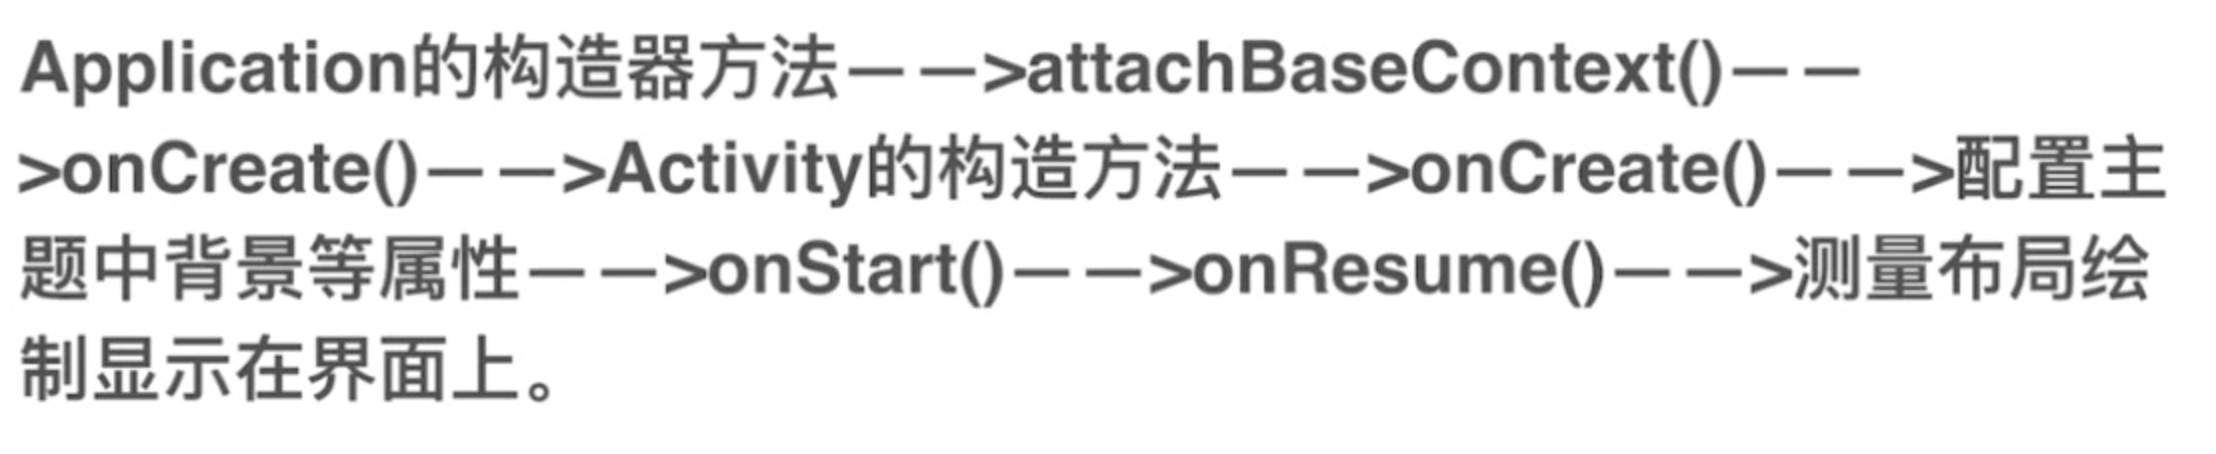 Application的构造器方法——>attachBaseContext()——
>onCreate()——>Activity的构造方法——>onCreate()——>配置主
题中背景等属性——>onStart()——>onResume()——>测量布局绘
制显示在界面上。